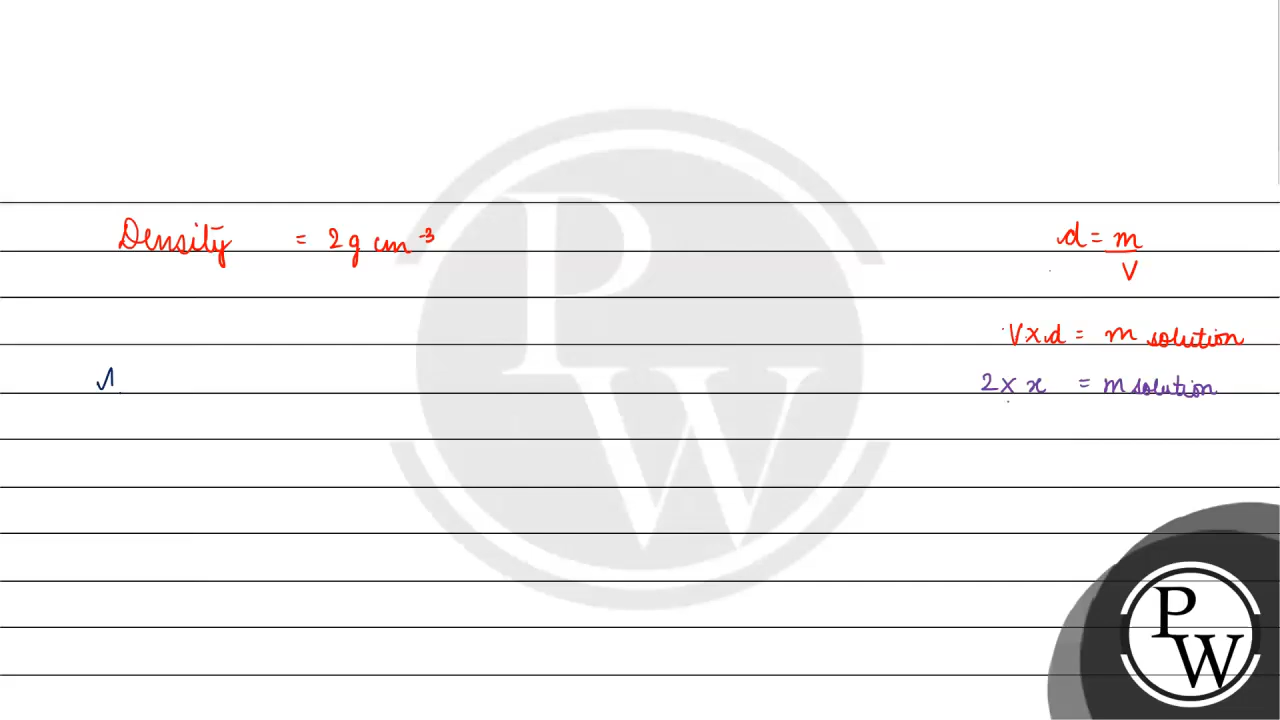 Density = 2 g cm⁻³
d = m/V
V × d = m solution
2 × x = m solution
P
W
P
W